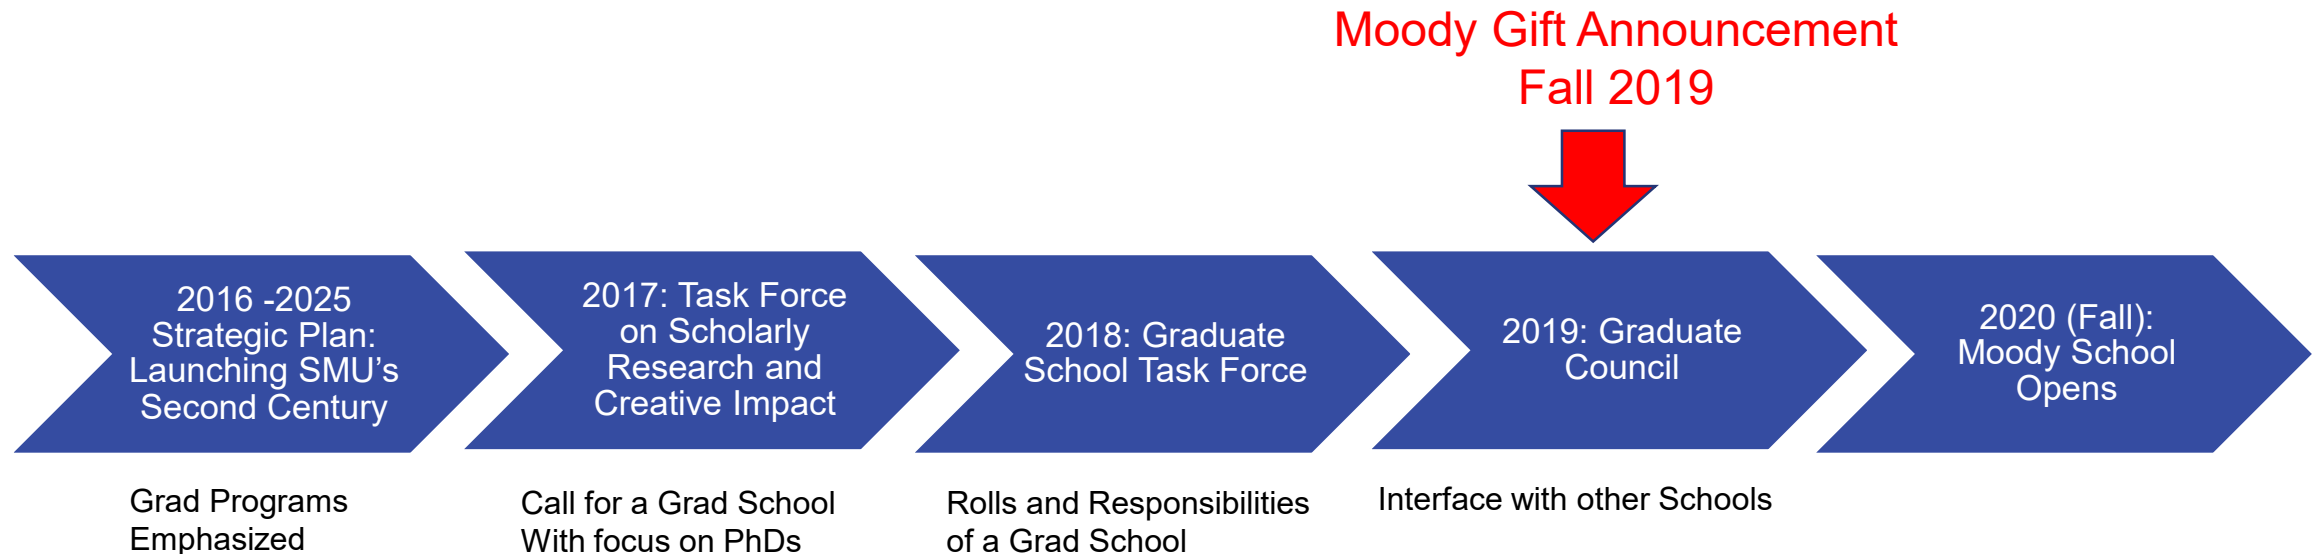 Moody Gift Announcement
Fall 2019
2016 -2025
Strategic Plan:
Launching SMU’s
Second Century
2017: Task Force
on Scholarly
Research and
Creative Impact
2018: Graduate
School Task Force
2019: Graduate
Council
2020 (Fall):
Moody School
Opens
Grad Programs
Emphasized
Call for a Grad School
With focus on PhDs
Rolls and Responsibilities
of a Grad School
Interface with other Schools